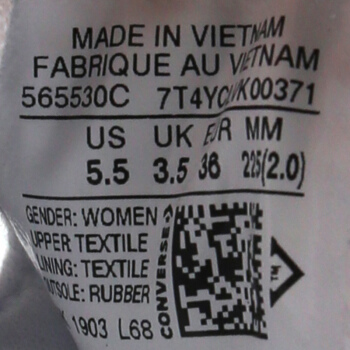 MADE IN VIETNAM
FABRIQUE AU VIETNAM
565530C 7T4YCVK00371
US UK EUR MM
5.5 3.5 36 225(2.0)
GENDER: WOMEN
UPPER TEXTILE
LINING: TEXTILE
OUTSOLE: RUBBER
1903 L68
CONVERSE